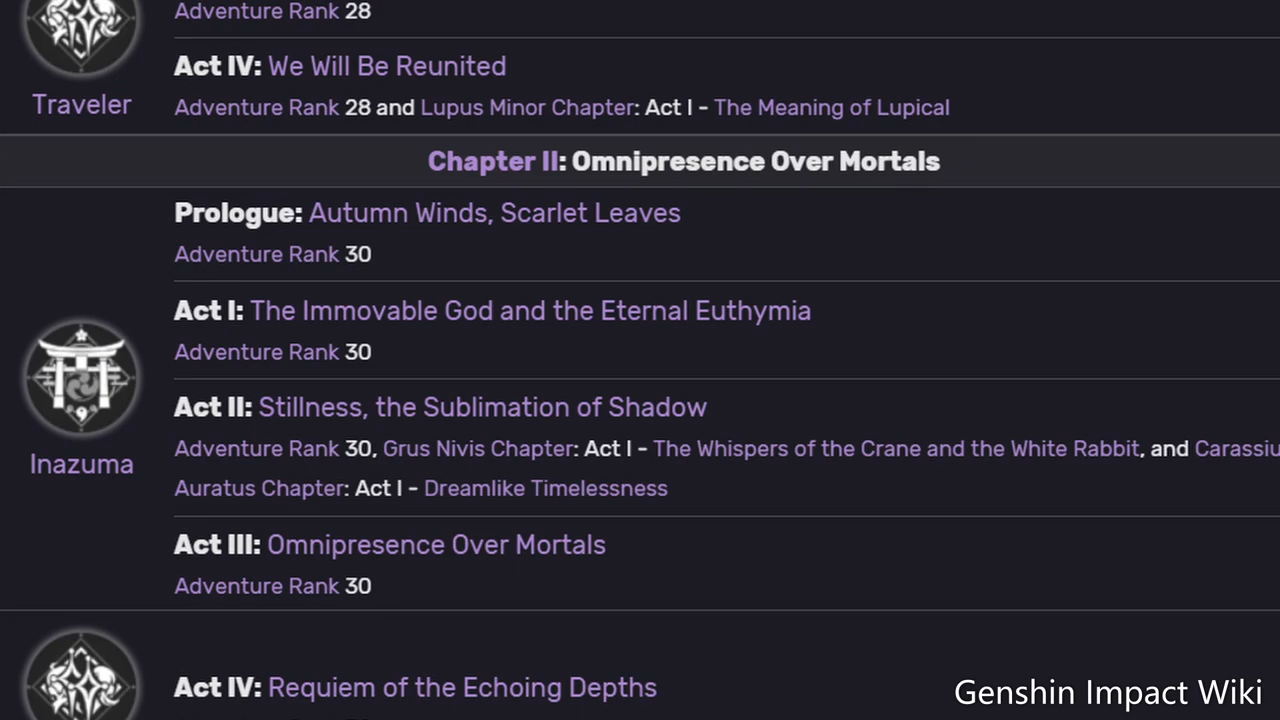 Adventure Rank 28
Act IV: We Will Be Reunited
Adventure Rank 28 and Lupus Minor Chapter: Act I - The Meaning of Lupical
Traveler
Chapter II: Omnipresence Over Mortals
Prologue: Autumn Winds, Scarlet Leaves
Adventure Rank 30
Act I: The Immovable God and the Eternal Euthymia
Adventure Rank 30
Act II: Stillness, the Sublimation of Shadow
Adventure Rank 30, Grus Nivis Chapter: Act I - The Whispers of the Crane and the White Rabbit, and Carassiu
Auratus Chapter: Act I - Dreamlike Timelessness
Inazuma
Act III: Omnipresence Over Mortals
Adventure Rank 30
Act IV: Requiem of the Echoing Depths
Genshin Impact Wiki